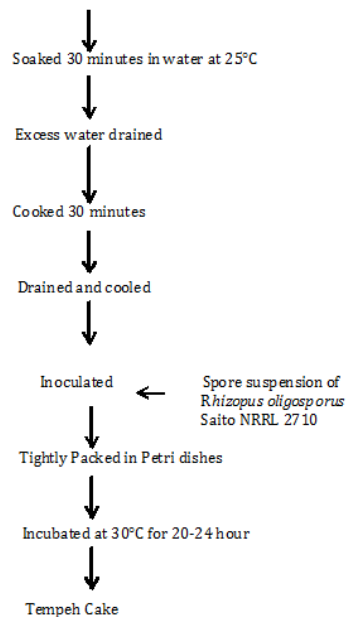 Soaked 30 minutes in water at 25°C
Excess water drained
Cooked 30 minutes
Drained and cooled
Inoculated
Spore suspension of
Rhizopus oligosporus
Saito NRRL 2710
Tightly Packed in Petri dishes
Incubated at 30°C for 20-24 hour
Tempeh Cake